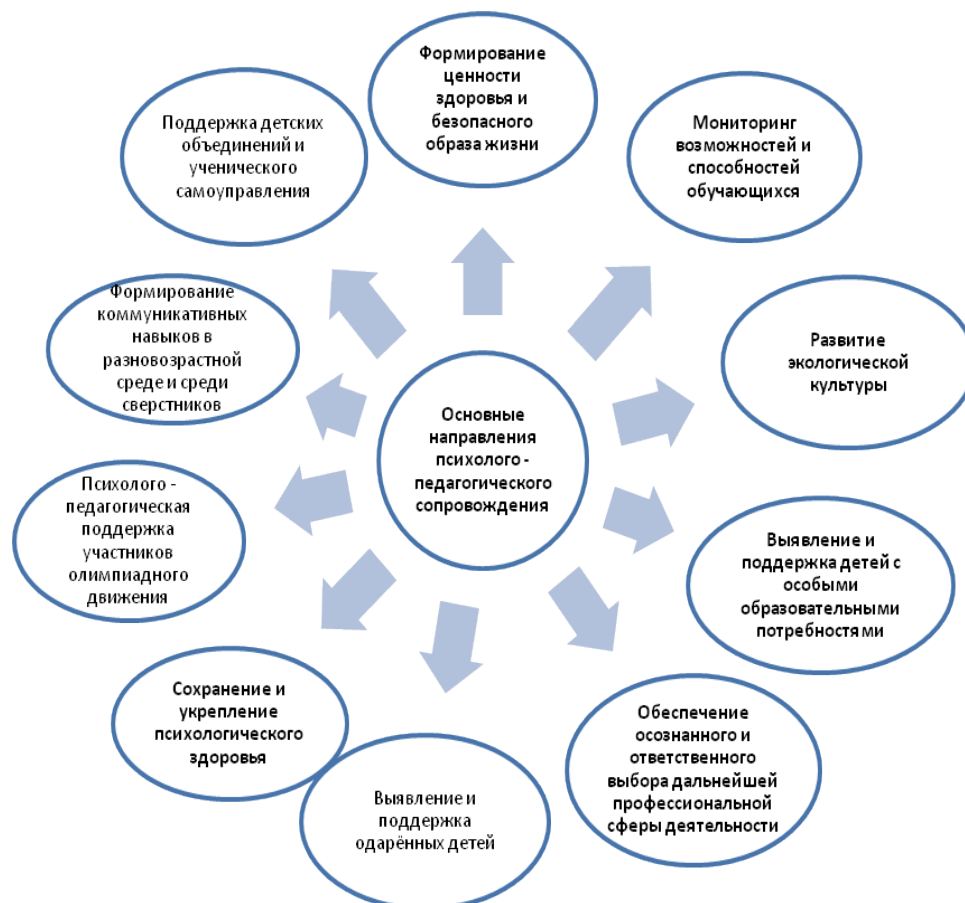 Формирование
ценности
здоровья и
безопасного
образа жизни
Мониторинг
возможностей и
способностей
обучающихся
Развитие
экологической
культуры
Выявление и
поддержка детей с
особыми
образовательными
потребностями
Обеспечение
осознанного и
ответственного
выбора дальнейшей
профессиональной
сферы деятельности
Выявление и
поддержка
одарённых детей
Сохранение и
укрепление
психологического
здоровья
Психолого -
педагогическая
поддержка
участников
олимпиадного
движения
Формирование
коммуникативных
навыков в
разновозрастной
среде и среди
сверстников
Поддержка детских
объединений и
ученического
самоуправления
Основные
направления
психолого -
педагогического
сопровождения